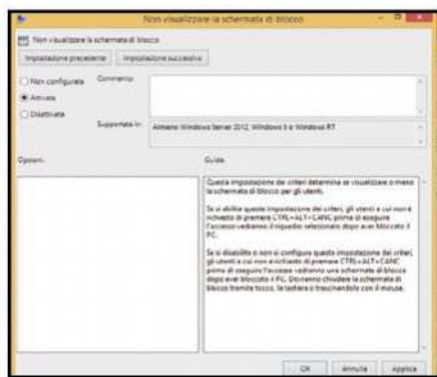 Non visualizzare la schermata di blocco
Non visualizzare la schermata di blocco
Impostazione precedente Impostazione successiva
Non configurata Commento:
Attivata
Disattivata
Supportato in: Almeno Windows Server 2012, Windows 8 o Windows RT
Opzioni: Guida:
Questa impostazione dei criteri determina se visualizzare o meno
la schermata di blocco per gli utenti.
Se si abilita questa impostazione dei criteri, gli utenti a cui non è
richiesto di premere CTRL+ALT+CANC prima di eseguire
l'accesso vedranno il riquadro selezionato dopo aver bloccato il
PC.
Se si disabilita o non si configura questa impostazione dei criteri,
gli utenti a cui non è richiesto di premere CTRL+ALT+CANC
prima di eseguire l'accesso vedranno una schermata di blocco
dopo aver bloccato il PC. Dovranno chiudere la schermata di
blocco tramite tocco, la tastiera o trascinandolo con il mouse.
OK Annulla Applica